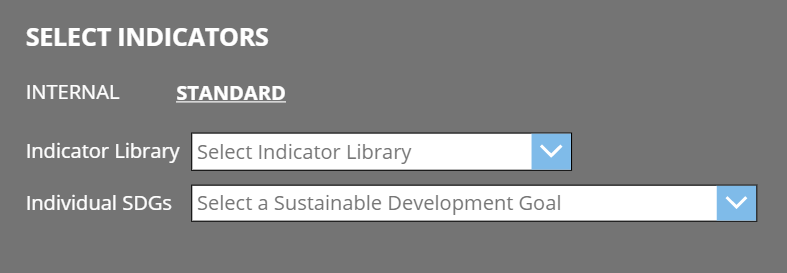 SELECT INDICATORS
INTERNAL STANDARD
Indicator Library Select Indicator Library
Individual SDGs Select a Sustainable Development Goal